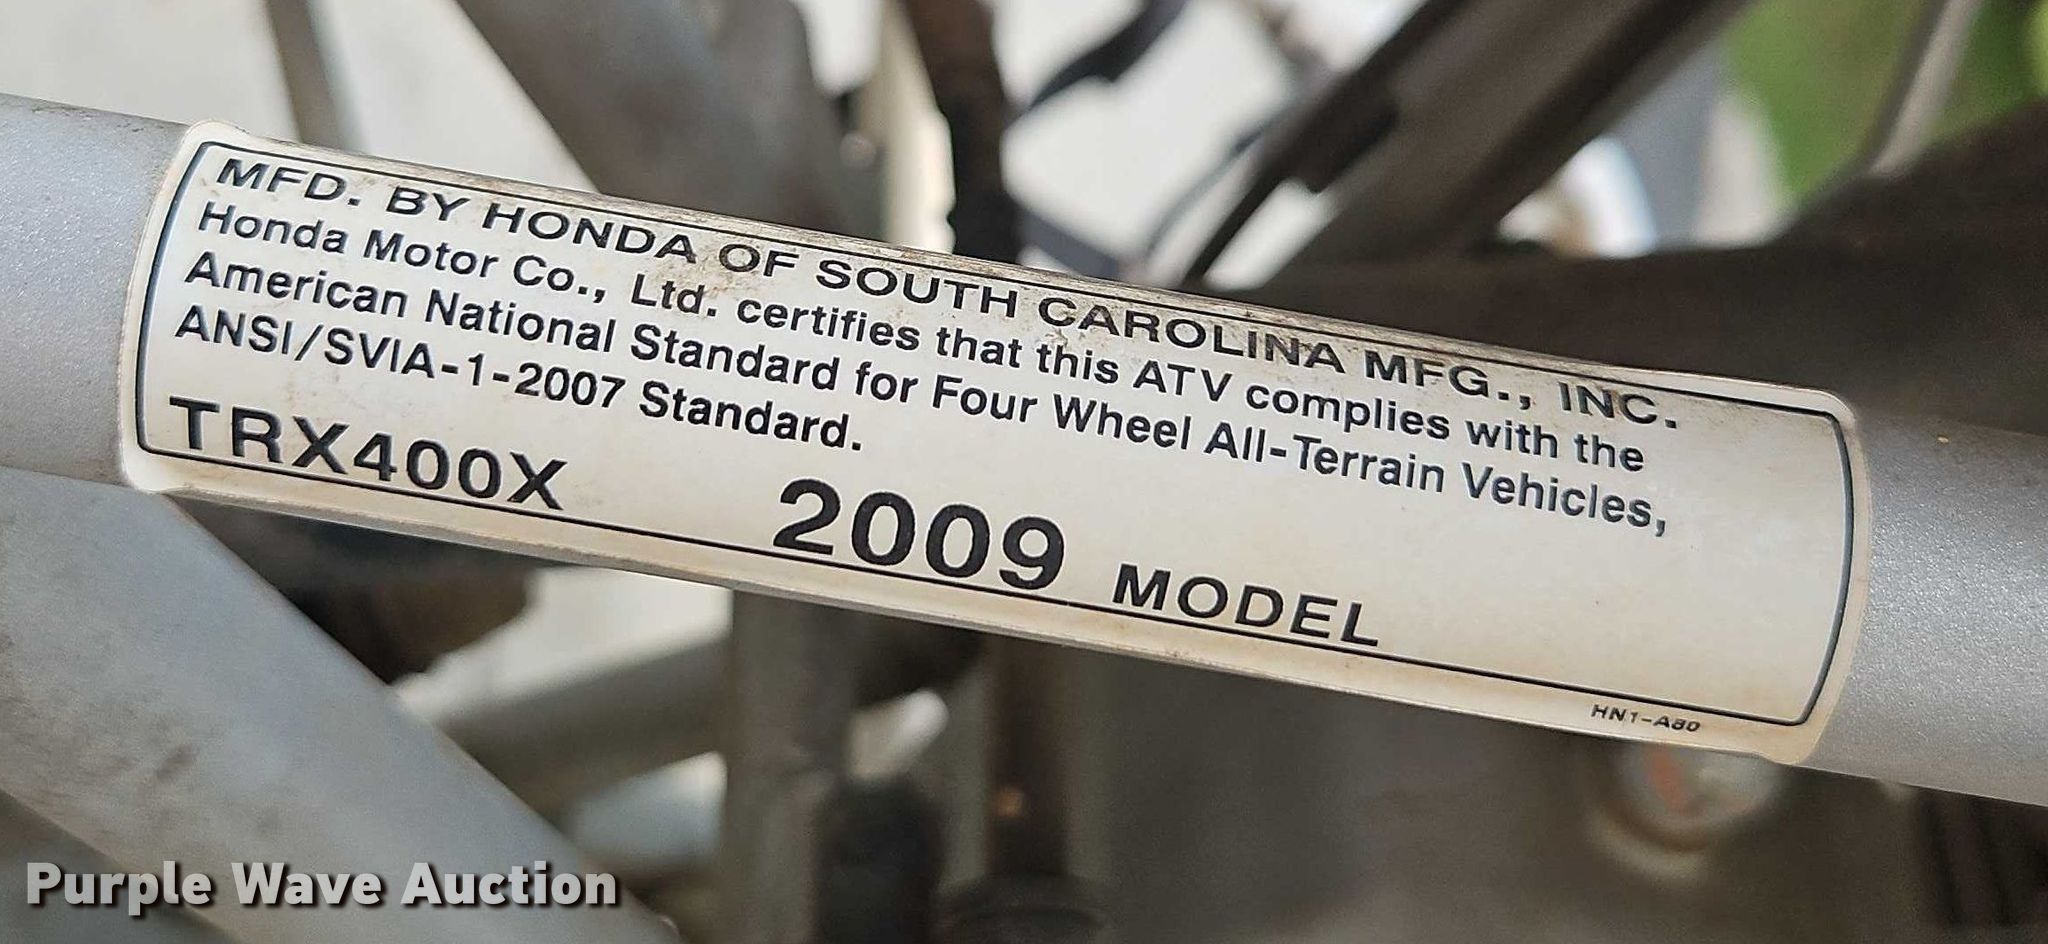 MFD. BY HONDA OF SOUTH CAROLINA MFG., INC.
Honda Motor Co., Ltd. certifies that this ATV complies with the
American National Standard for Four Wheel All-Terrain Vehicles,
ANSI/SVIA-1-2007 Standard.
TRX400X 2009 MODEL
HN1-A80
Purple Wave Auction